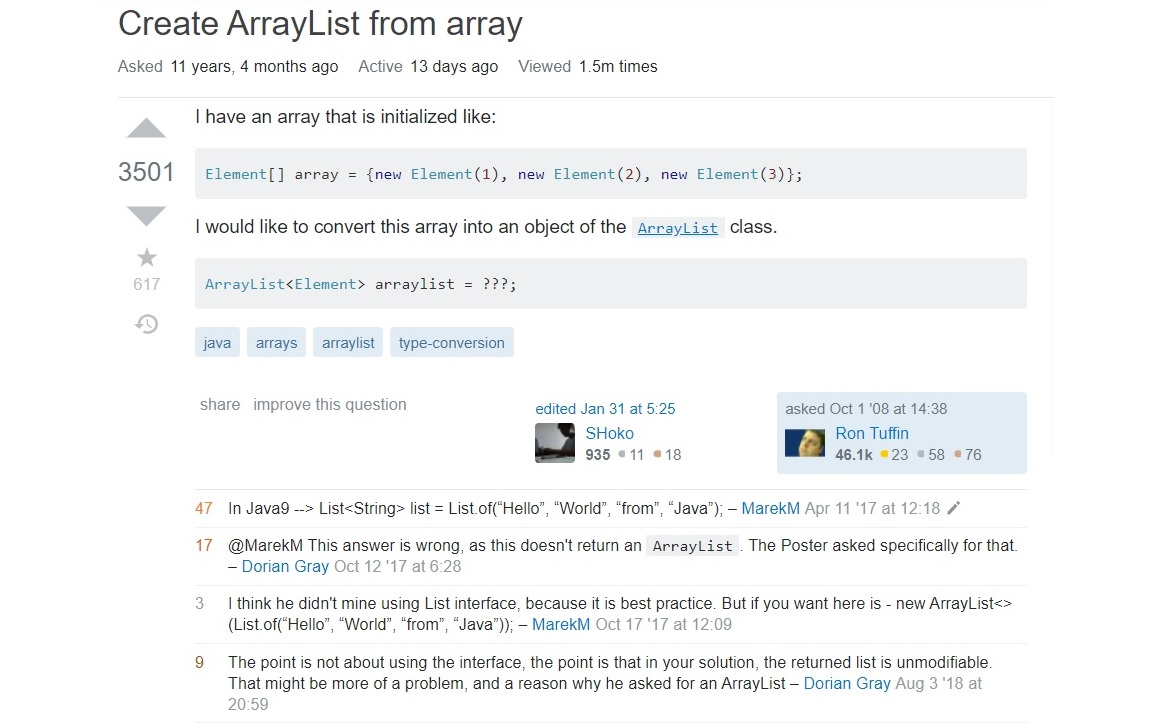 Create ArrayList from array
Asked 11 years, 4 months ago Active 13 days ago Viewed 1.5m times
I have an array that is initialized like:
3501
Element[] array = {new Element(1), new Element(2), new Element(3)};
I would like to convert this array into an object of the ArrayList class.
617
ArrayList<Element> arraylist = ???;
java arrays arraylist type-conversion
share improve this question
edited Jan 31 at 5:25
SHoko
935 11 18
asked Oct 1 '08 at 14:38
Ron Tuffin
46.1k 23 58 76
47 In Java9 --> List<String> list = List.of(“Hello”, “World”, “from”, “Java”); – MarekM Apr 11 '17 at 12:18
17 @MarekM This answer is wrong, as this doesn't return an ArrayList . The Poster asked specifically for that.
– Dorian Gray Oct 12 '17 at 6:28
3 I think he didn't mine using List interface, because it is best practice. But if you want here is - new ArrayList<>
(List.of(“Hello”, “World”, “from”, “Java”)); – MarekM Oct 17 '17 at 12:09
9 The point is not about using the interface, the point is that in your solution, the returned list is unmodifiable.
That might be more of a problem, and a reason why he asked for an ArrayList – Dorian Gray Aug 3 '18 at
20:59